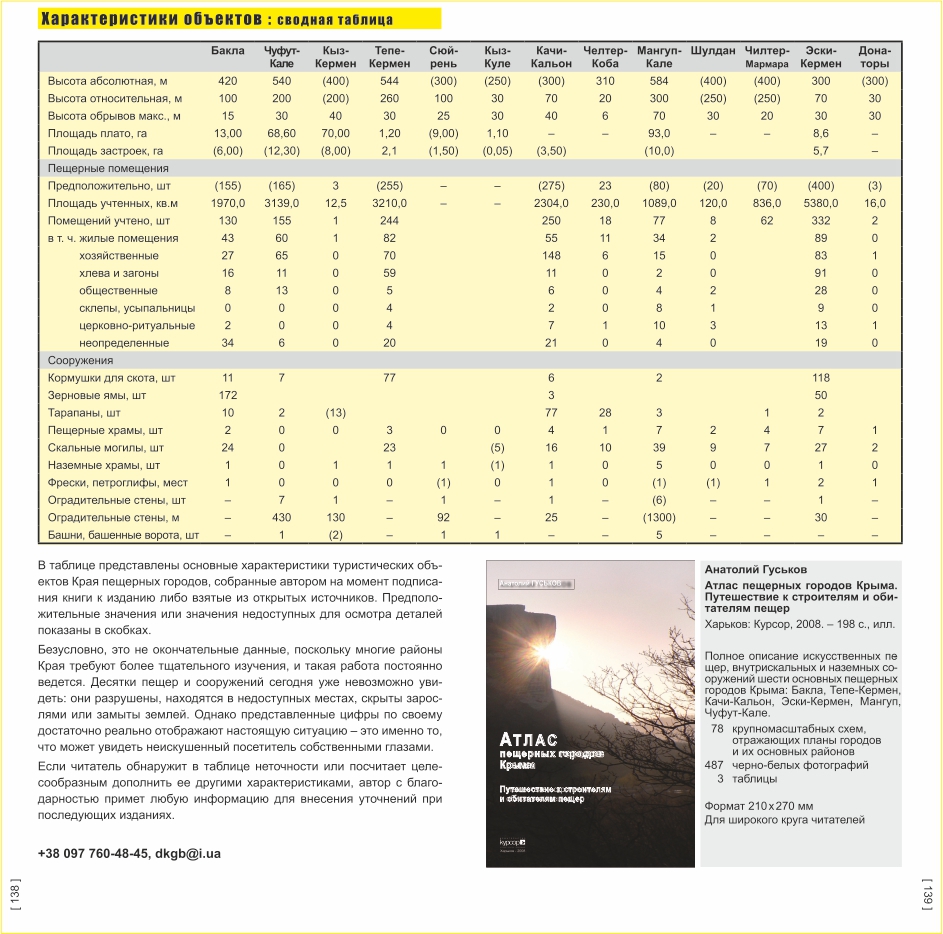 Характеристики объектов : сводная таблица
Бакла Чуфут-Кале Кыз-Кермен Тепе-Кермен Сюй-рень Кыз-Куле Качи-Кальон Челтер-Коба Мангуп-Кале Шулдан Чилтер-Мармара Эски-Кермен Дона-торы
Высота абсолютная, м 420 540 (400) 544 (300) (250) (300) 310 584 (400) (400) 300 (300)
Высота относительная, м 100 200 (200) 260 100 30 70 20 300 (250) (250) 70 30
Высота обрывов макс., м 15 30 40 30 25 30 40 6 70 30 20 30 30
Площадь плато, га 13,00 68,60 70,00 1,20 (9,00) 1,10 – – 93,0 – – 8,6 –
Площадь застроек, га (6,00) (12,30) (8,00) 2,1 (1,50) (0,05) (3,50) (10,0) 5,7 –
Пещерные помещения
Предположительно, шт (155) (165) 3 (255) – – (275) 23 (80) (20) (70) (400) (3)
Площадь учтенных, кв.м 1970,0 3139,0 12,5 3210,0 – – 2304,0 230,0 1089,0 120,0 836,0 5380,0 16,0
Помещений учтено, шт 130 155 1 244 250 18 77 8 62 332 2
в т. ч. жилые помещения 43 60 1 82 55 11 34 2 89 0
хозяйственные 27 65 0 70 148 6 15 0 83 1
хлева и загоны 16 11 0 59 11 0 2 0 91 0
общественные 8 13 0 5 6 0 4 2 28 0
склепы, усыпальницы 0 0 0 4 2 0 8 1 9 0
церковно-ритуальные 2 0 0 4 7 1 10 3 13 1
неопределенные 34 6 0 20 21 0 4 0 19 0
Сооружения
Кормушки для скота, шт 11 7 77 6 2 118
Зерновые ямы, шт 172 3 50
Тарапаны, шт 10 2 (13) 77 28 3 1 2
Пещерные храмы, шт 2 0 0 3 0 0 4 1 7 2 4 7 1
Скальные могилы, шт 24 0 23 (5) 16 10 39 9 7 27 2
Наземные храмы, шт 1 0 1 1 1 (1) 1 0 5 0 0 1 0
Фрески, петроглифы, мест 1 0 0 0 (1) 0 1 0 (1) (1) 1 2 1
Оградительные стены, шт – 7 1 – 1 – 1 – (6) – – 1 –
Оградительные стены, м – 430 130 – 92 – 25 – (1300) – – 30 –
Башни, башенные ворота, шт – 1 (2) – 1 1 – – 5 – – – –
В таблице представлены основные характеристики туристических объ-
ектов Края пещерных городов, собранные автором на момент подписа-
ния книги к изданию либо взятые из открытых источников. Предполо-
жительные значения или значения недоступных для осмотра деталей
показаны в скобках.
Безусловно, это не окончательные данные, поскольку многие районы
Края требуют более тщательного изучения, и такая работа постоянно
ведется. Десятки пещер и сооружений сегодня уже невозможно уви-
деть: они разрушены, находятся в недоступных местах, скрыты зарос-
лями или замыты землей. Однако представленные цифры по своему
достаточно реально отображают настоящую ситуацию – это именно то,
что может увидеть неискушенный посетитель собственными глазами.
Если читатель обнаружит в таблице неточности или посчитает целе-
сообразным дополнить ее другими характеристиками, автор с благо-
дарностью примет любую информацию для внесения уточнений при
последующих изданиях.
+38 097 760-48-45, dkgb@i.ua
[ 138 ]
Анатолий ГУСЬКОВ
АТЛАС
пещерных городов
Крыма
Путешествие к строителям
и обитателям пещер
курсор
Харьков · 2008
Анатолий Гуськов
Атлас пещерных городов Крыма.
Путешествие к строителям и оби-
тателям пещер
Харьков: Курсор, 2008. – 198 с., илл.
Полное описание искусственных пе
щер, внутрискальных и наземных со-
оружений шести основных пещерных
городов Крыма: Бакла, Тепе-Кермен,
Качи-Кальон, Эски-Кермен, Мангуп,
Чуфут-Кале.
78 крупномасштабных схем,
отражающих планы городов
и их основных районов
487 черно-белых фотографий
3 таблицы
Формат 210 x 270 мм
Для широкого круга читателей
[ 139 ]